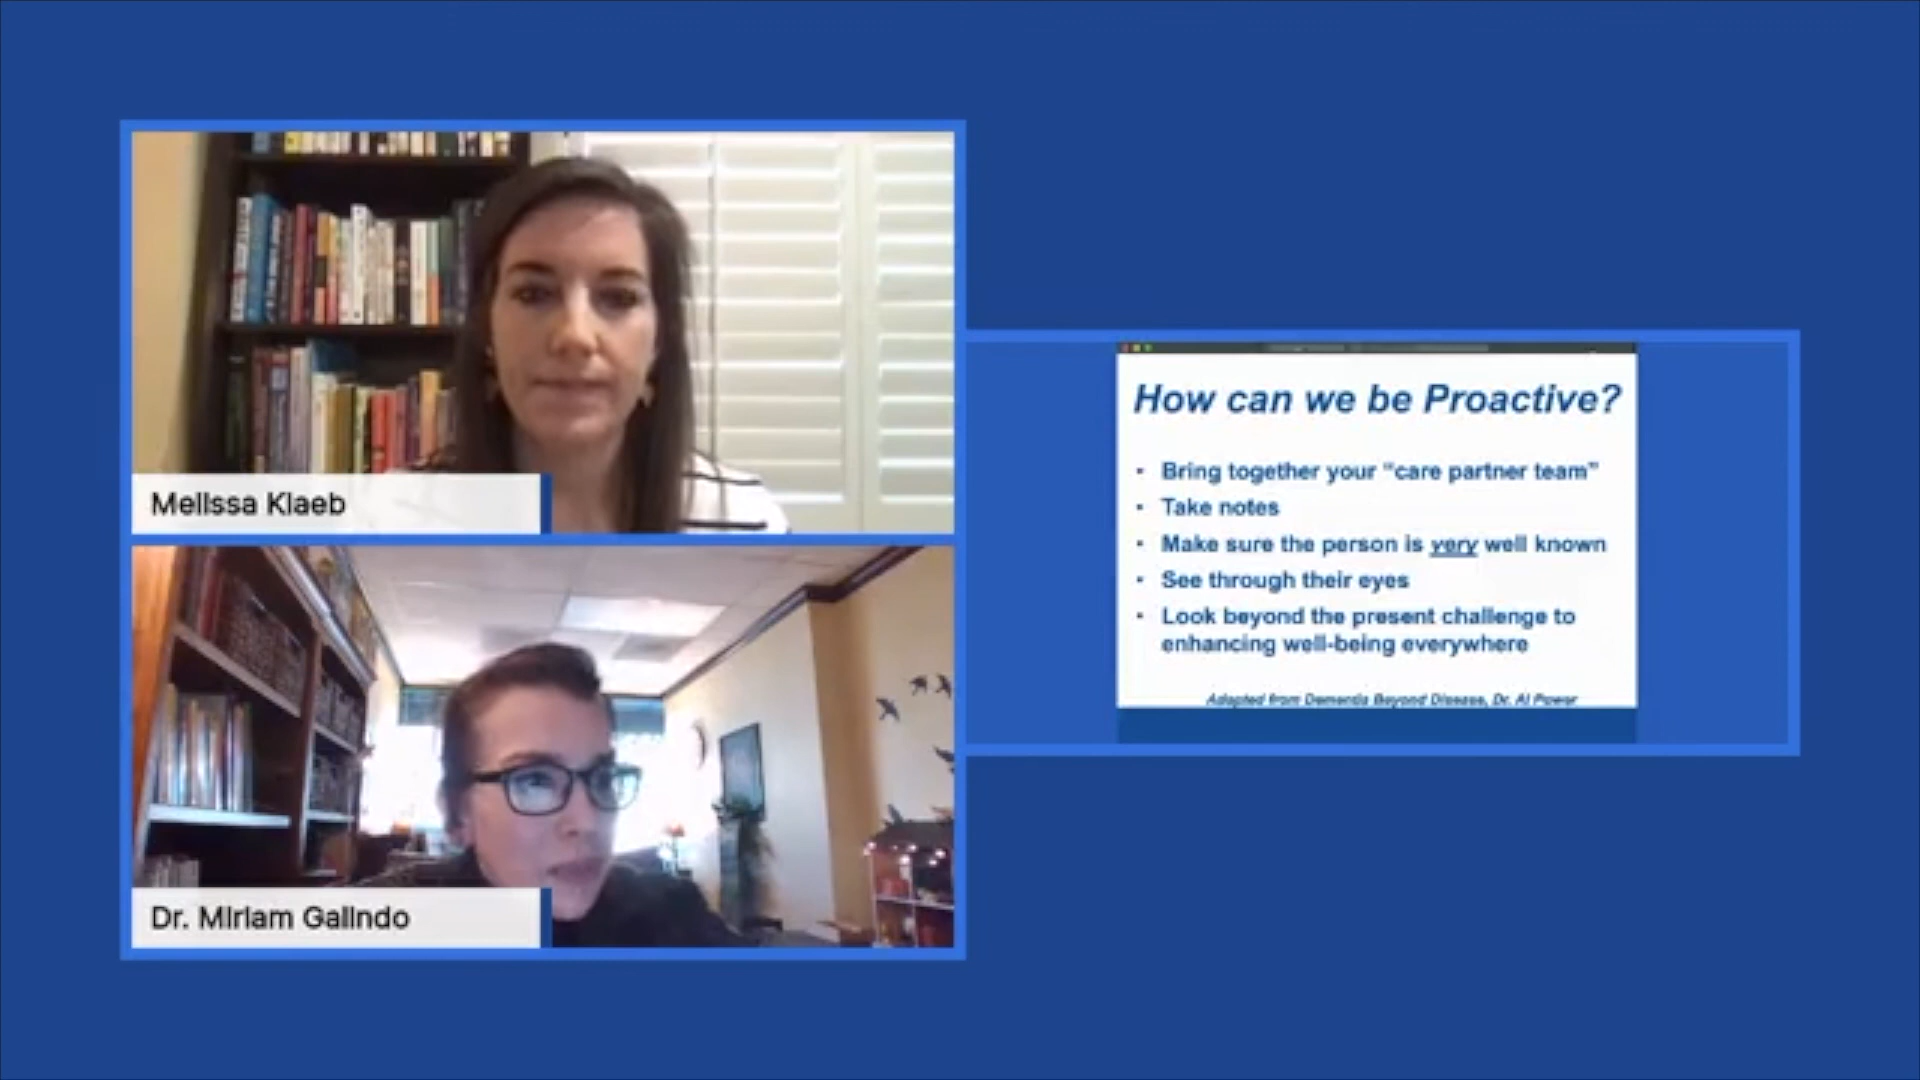 Melissa Klaeb
Dr. Miriam Galindo
How can we be Proactive?
• Bring together your “care partner team”
• Take notes
• Make sure the person is very well known
• See through their eyes
• Look beyond the present challenge to
enhancing well-being everywhere
Adapted from Dementia Beyond Disease, Dr. Al Power